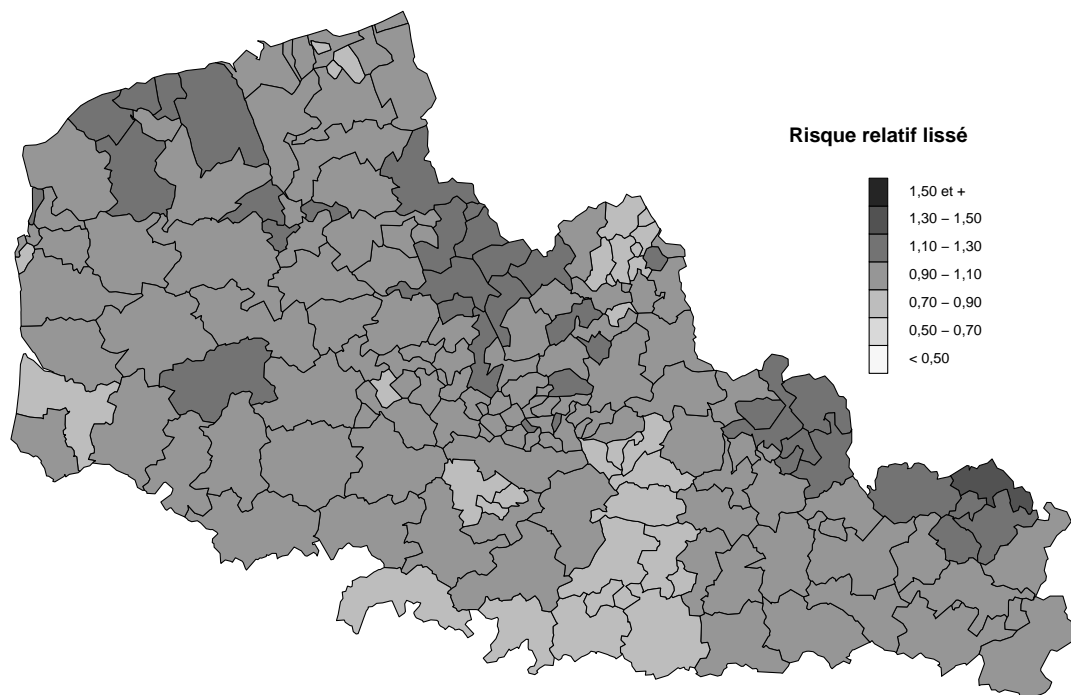 Risque relatif lissé
1,50 et +
1,30 – 1,50
1,10 – 1,30
0,90 – 1,10
0,70 – 0,90
0,50 – 0,70
< 0,50